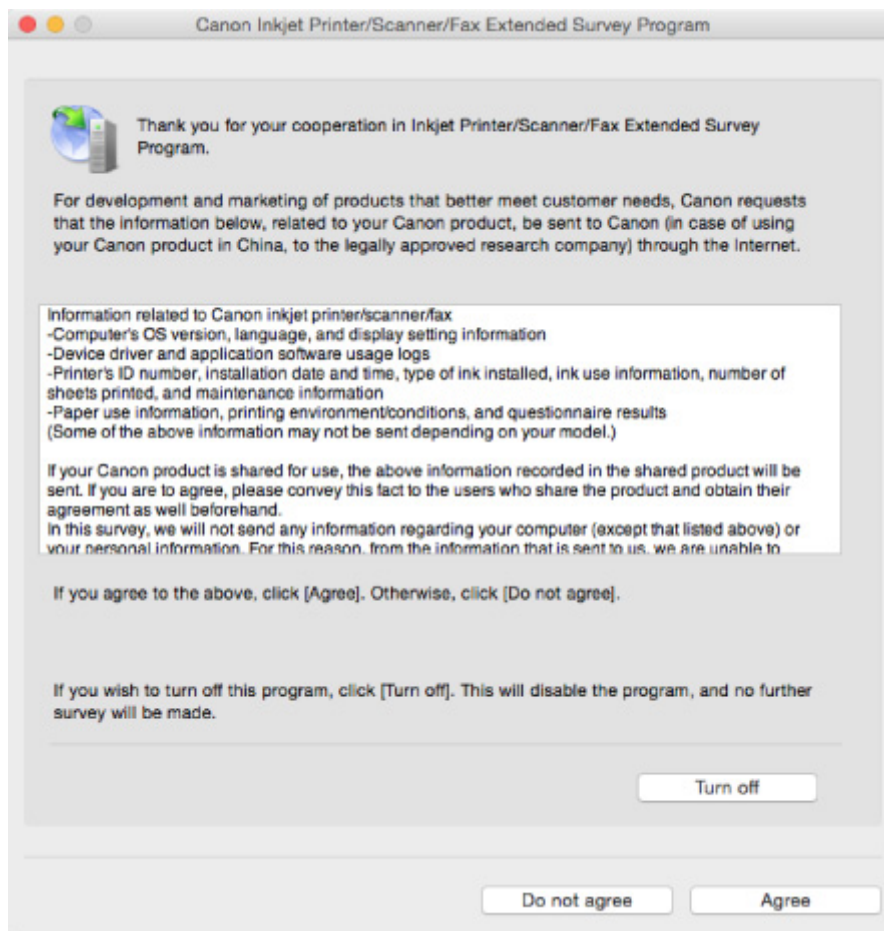 Canon Inkjet Printer/Scanner/Fax Extended Survey Program
Thank you for your cooperation in Inkjet Printer/Scanner/Fax Extended Survey
Program.
For development and marketing of products that better meet customer needs, Canon requests
that the information below, related to your Canon product, be sent to Canon (in case of using
your Canon product in China, to the legally approved research company) through the Internet.
Information related to Canon inkjet printer/scanner/fax
-Computer's OS version, language, and display setting information
-Device driver and application software usage logs
-Printer's ID number, installation date and time, type of ink installed, ink use information, number of
sheets printed, and maintenance information
-Paper use information, printing environment/conditions, and questionnaire results
(Some of the above information may not be sent depending on your model.)
If your Canon product is shared for use, the above information recorded in the shared product will be
sent. If you are to agree, please convey this fact to the users who share the product and obtain their
agreement as well beforehand.
In this survey, we will not send any information regarding your computer (except that listed above) or
your personal information. For this reason, from the information that is sent to us, we are unable to
If you agree to the above, click [Agree]. Otherwise, click [Do not agree].
If you wish to turn off this program, click [Turn off]. This will disable the program, and no further
survey will be made.
Turn off
Do not agree
Agree